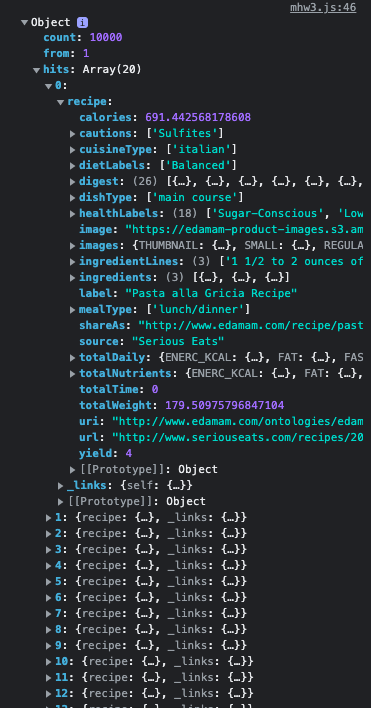 mhw3.js:46
▼Object i
count: 10000
from: 1
▼hits: Array(20)
▼0:
▼recipe:
calories: 691.442568178608
▶cautions: ['Sulfites']
▶cuisineType: ['italian']
▶dietLabels: ['Balanced']
▶digest: (26) [{…}, {…}, {…}, {…}, {…},
▶dishType: ['main course']
▶healthLabels: (18) ['Sugar-Conscious', 'Low
image: "https://edamam-product-images.s3.am
▶images: {THUMBNAIL: {…}, SMALL: {…}, REGULA
▶ingredientLines: (3) ['1 1/2 to 2 ounces of
▶ingredients: (3) [{…}, {…}, {…}]
label: "Pasta alla Gricia Recipe"
▶mealType: ['lunch/dinner']
shareAs: "http://www.edamam.com/recipe/past
source: "Serious Eats"
▶totalDaily: {ENERC_KCAL: {…}, FAT: {…}, FAS
▶totalNutrients: {ENERC_KCAL: {…}, FAT: {…},
totalTime: 0
totalWeight: 179.50975796847104
uri: "http://www.edamam.com/ontologies/edam
url: "http://www.seriouseats.com/recipes/20
yield: 4
▶[[Prototype]]: Object
▶_links: {self: {…}}
▶[[Prototype]]: Object
▶1: {recipe: {…}, _links: {…}}
▶2: {recipe: {…}, _links: {…}}
▶3: {recipe: {…}, _links: {…}}
▶4: {recipe: {…}, _links: {…}}
▶5: {recipe: {…}, _links: {…}}
▶6: {recipe: {…}, _links: {…}}
▶7: {recipe: {…}, _links: {…}}
▶8: {recipe: {…}, _links: {…}}
▶9: {recipe: {…}, _links: {…}}
▶10: {recipe: {…}, _links: {…}}
▶11: {recipe: {…}, _links: {…}}
▶12: {recipe: {…}, _links: {…}}